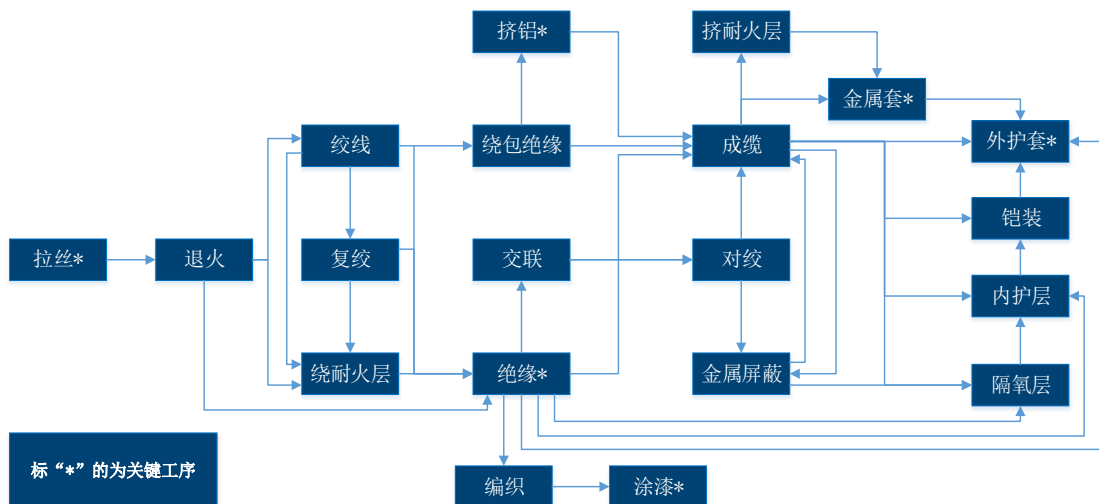 挤铝*
挤耐火层
金属套*
绞线
绕包绝缘
成缆
外护套*
铠装
拉丝*
退火
复绞
交联
对绞
内护层
绕耐火层
绝缘*
金属屏蔽
隔氧层
标“*”的为关键工序
编织
涂漆*